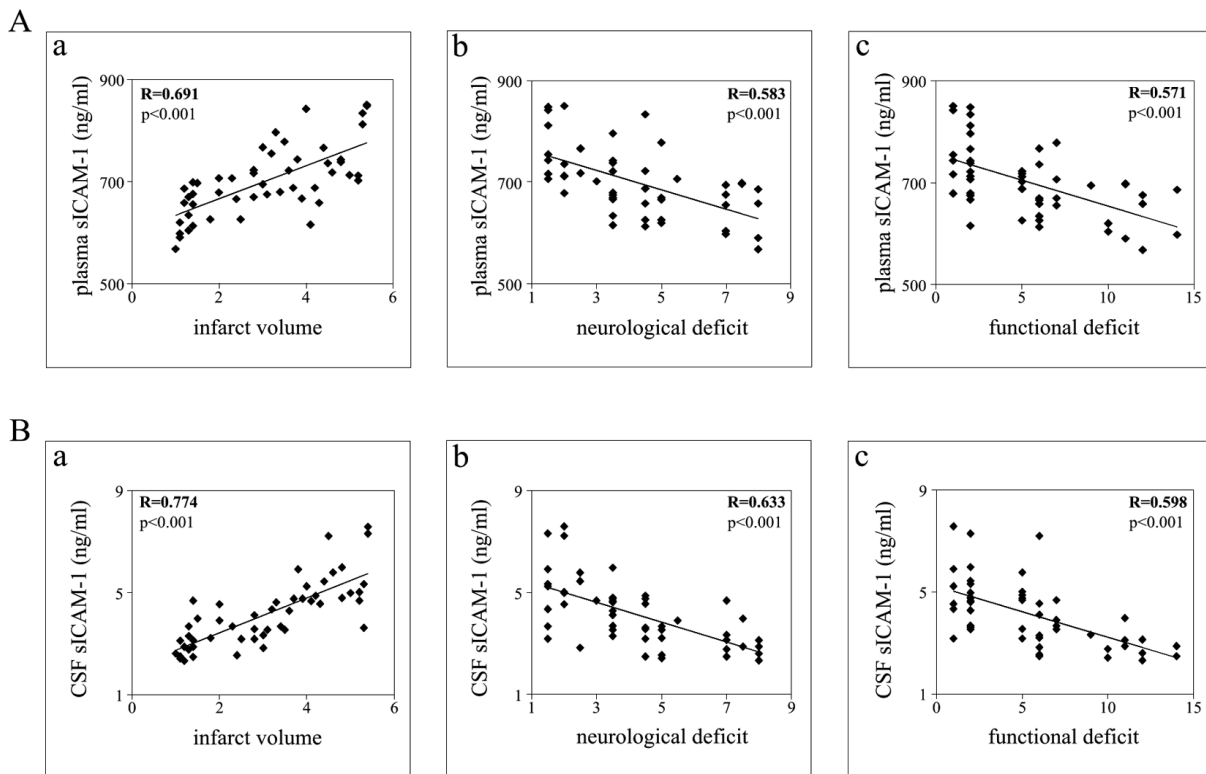 A
a
R=0.691
p<0.001
plasma sICAM-1 (ng/ml)
900
700
500
0
2
4
6
infarct volume
b
R=0.583
p<0.001
plasma sICAM-1 (ng/ml)
900
700
500
1
3
5
7
9
neurological deficit
c
R=0.571
p<0.001
plasma sICAM-1 (ng/ml)
900
700
500
0
5
10
15
functional deficit
B
a
R=0.774
p<0.001
CSF sICAM-1 (ng/ml)
9
5
1
0
2
4
6
infarct volume
b
R=0.633
p<0.001
CSF sICAM-1 (ng/ml)
9
5
1
1
3
5
7
9
neurological deficit
c
R=0.598
p<0.001
CSF sICAM-1 (ng/ml)
9
5
1
0
5
10
15
functional deficit